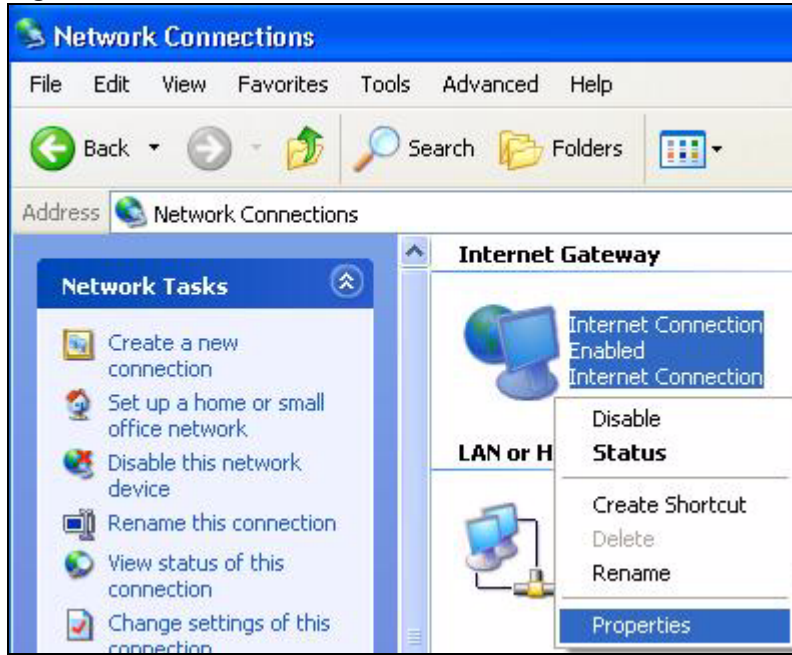 Network Connections
File Edit View Favorites Tools Advanced Help
Back Search Folders
Address Network Connections
Network Tasks
Create a new
connection
Set up a home or small
office network
Disable this network
device
Rename this connection
View status of this
connection
Change settings of this
connection
Internet Gateway
Internet Connection
Enabled
Internet Connection
LAN or H
Disable
Status
Create Shortcut
Delete
Rename
Properties